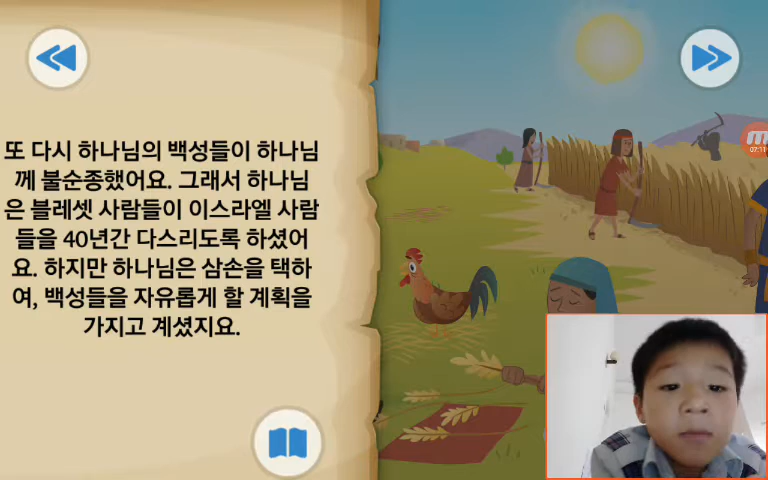 또 다시 하나님의 백성들이 하나님
께 불순종했어요. 그래서 하나님
은 블레셋 사람들이 이스라엘 사람
들을 40년간 다스리도록 하셨어
요. 하지만 하나님은 삼손을 택하
여, 백성들을 자유롭게 할 계획을
가지고 계셨지요.
07:11